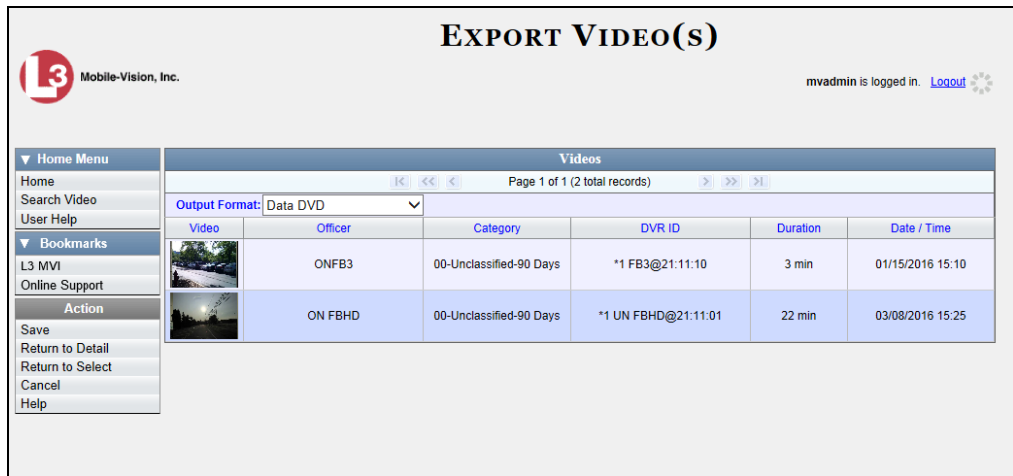 EXPORT VIDEO(S)
L3 Mobile-Vision, Inc.
mvadmin is logged in. Logout
▼ Home Menu
Home
Search Video
User Help
▼ Bookmarks
L3 MVI
Online Support
Action
Save
Return to Detail
Return to Select
Cancel
Help
Videos
Page 1 of 1 (2 total records)
Output Format: Data DVD
Video Officer Category DVR ID Duration Date / Time
ONFB3 00-Unclassified-90 Days *1 FB3@21:11:10 3 min 01/15/2016 15:10
ON FBHD 00-Unclassified-90 Days *1 UN FBHD@21:11:01 22 min 03/08/2016 15:25